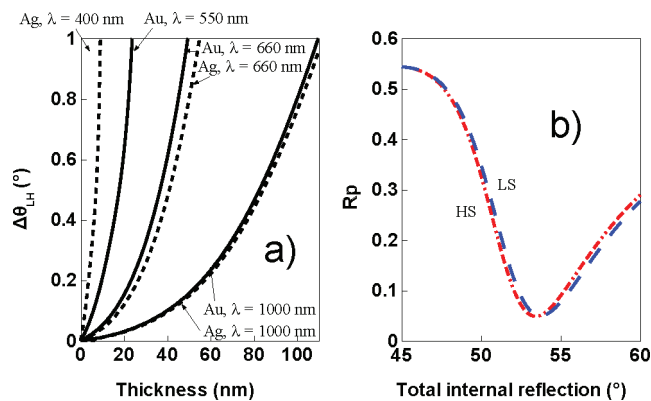 Ag, λ = 400 nm
Au, λ = 550 nm
Au, λ = 660 nm
Ag, λ = 660 nm
Au, λ = 1000 nm
Ag, λ = 1000 nm
a)
1
0.8
0.6
0.4
0.2
0
0 20 40 60 80 100
Δθ_LH (°)
Thickness (nm)
b)
LS
HS
0.6
0.5
0.4
0.3
0.2
0.1
0
45 50 55 60
Rp
Total internal reflection (°)